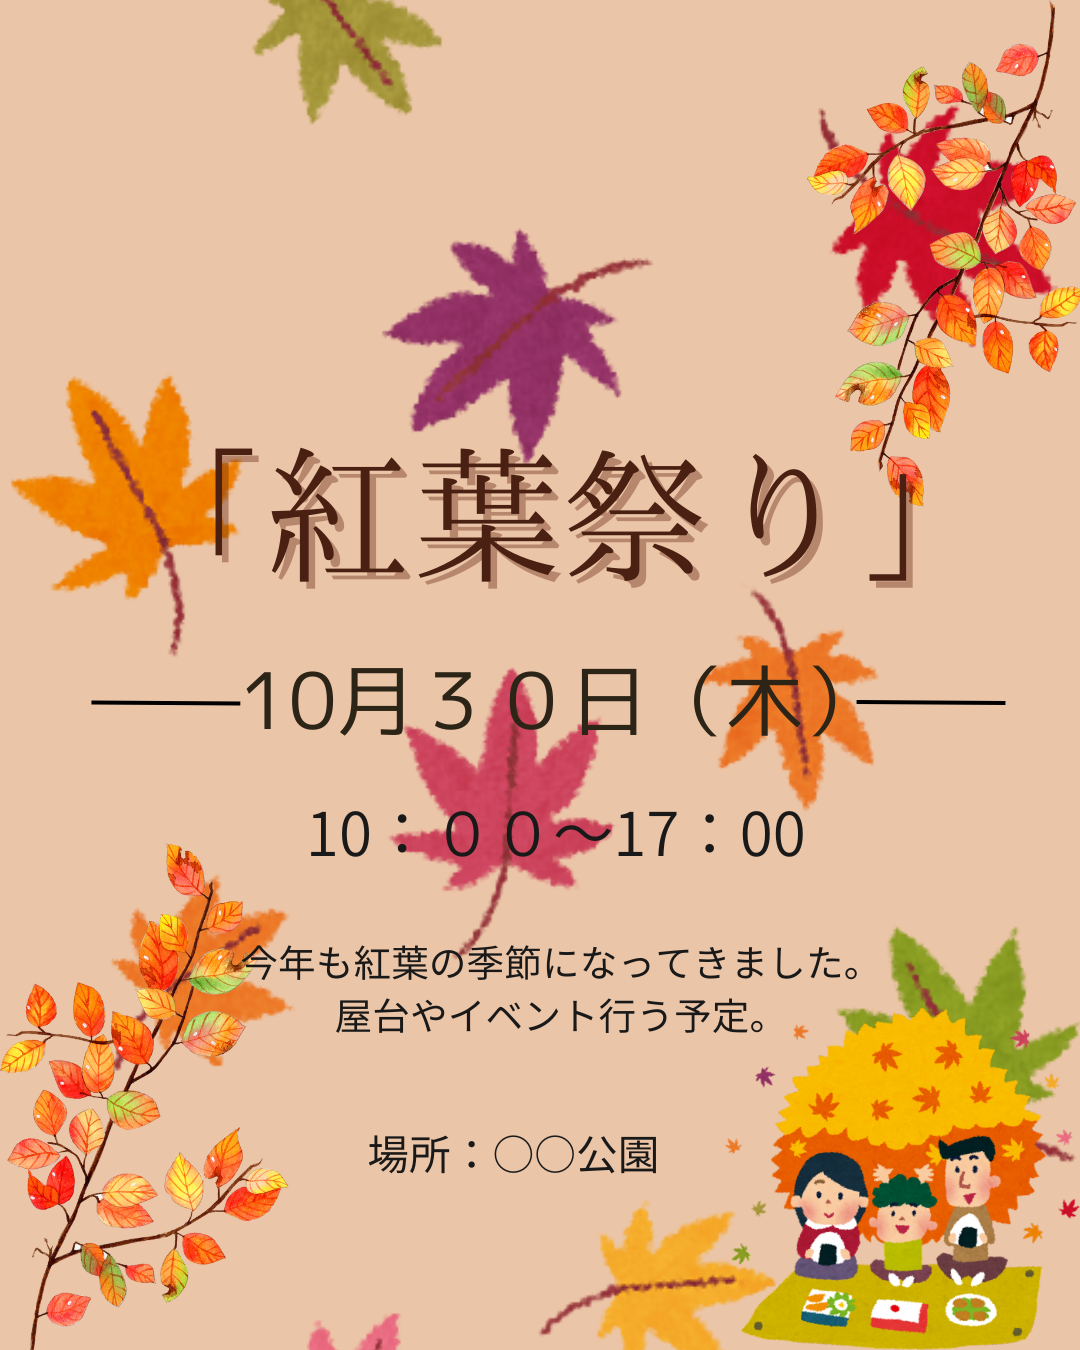 「紅葉祭り」
10月３０日（木）
10：００～17：00
今年も紅葉の季節になってきました。
屋台やイベント行う予定。
場所：○○公園